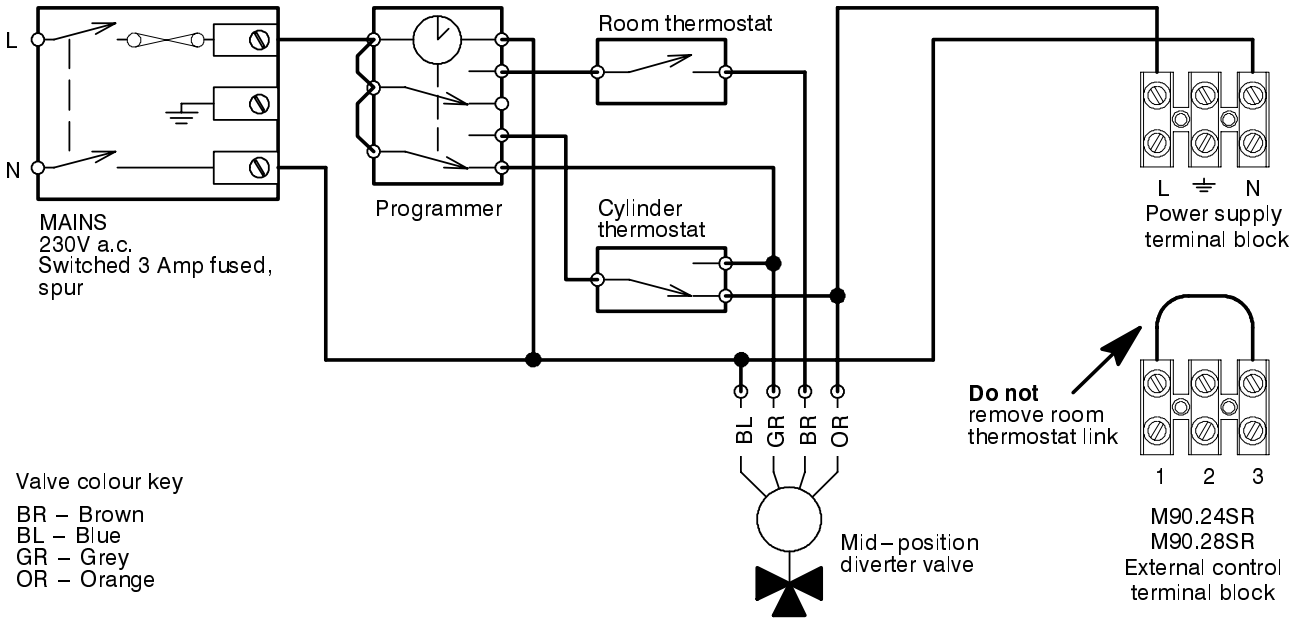 L
N
MAINS
230V a.c.
Switched 3 Amp fused,
spur
Programmer
Room thermostat
Cylinder
thermostat
L
N
Power supply
terminal block
Do not
remove room
thermostat link
1 2 3
M90.24SR
M90.28SR
External control
terminal block
BL
GR
BR
OR
Mid–position
diverter valve
Valve colour key
BR – Brown
BL – Blue
GR – Grey
OR – Orange